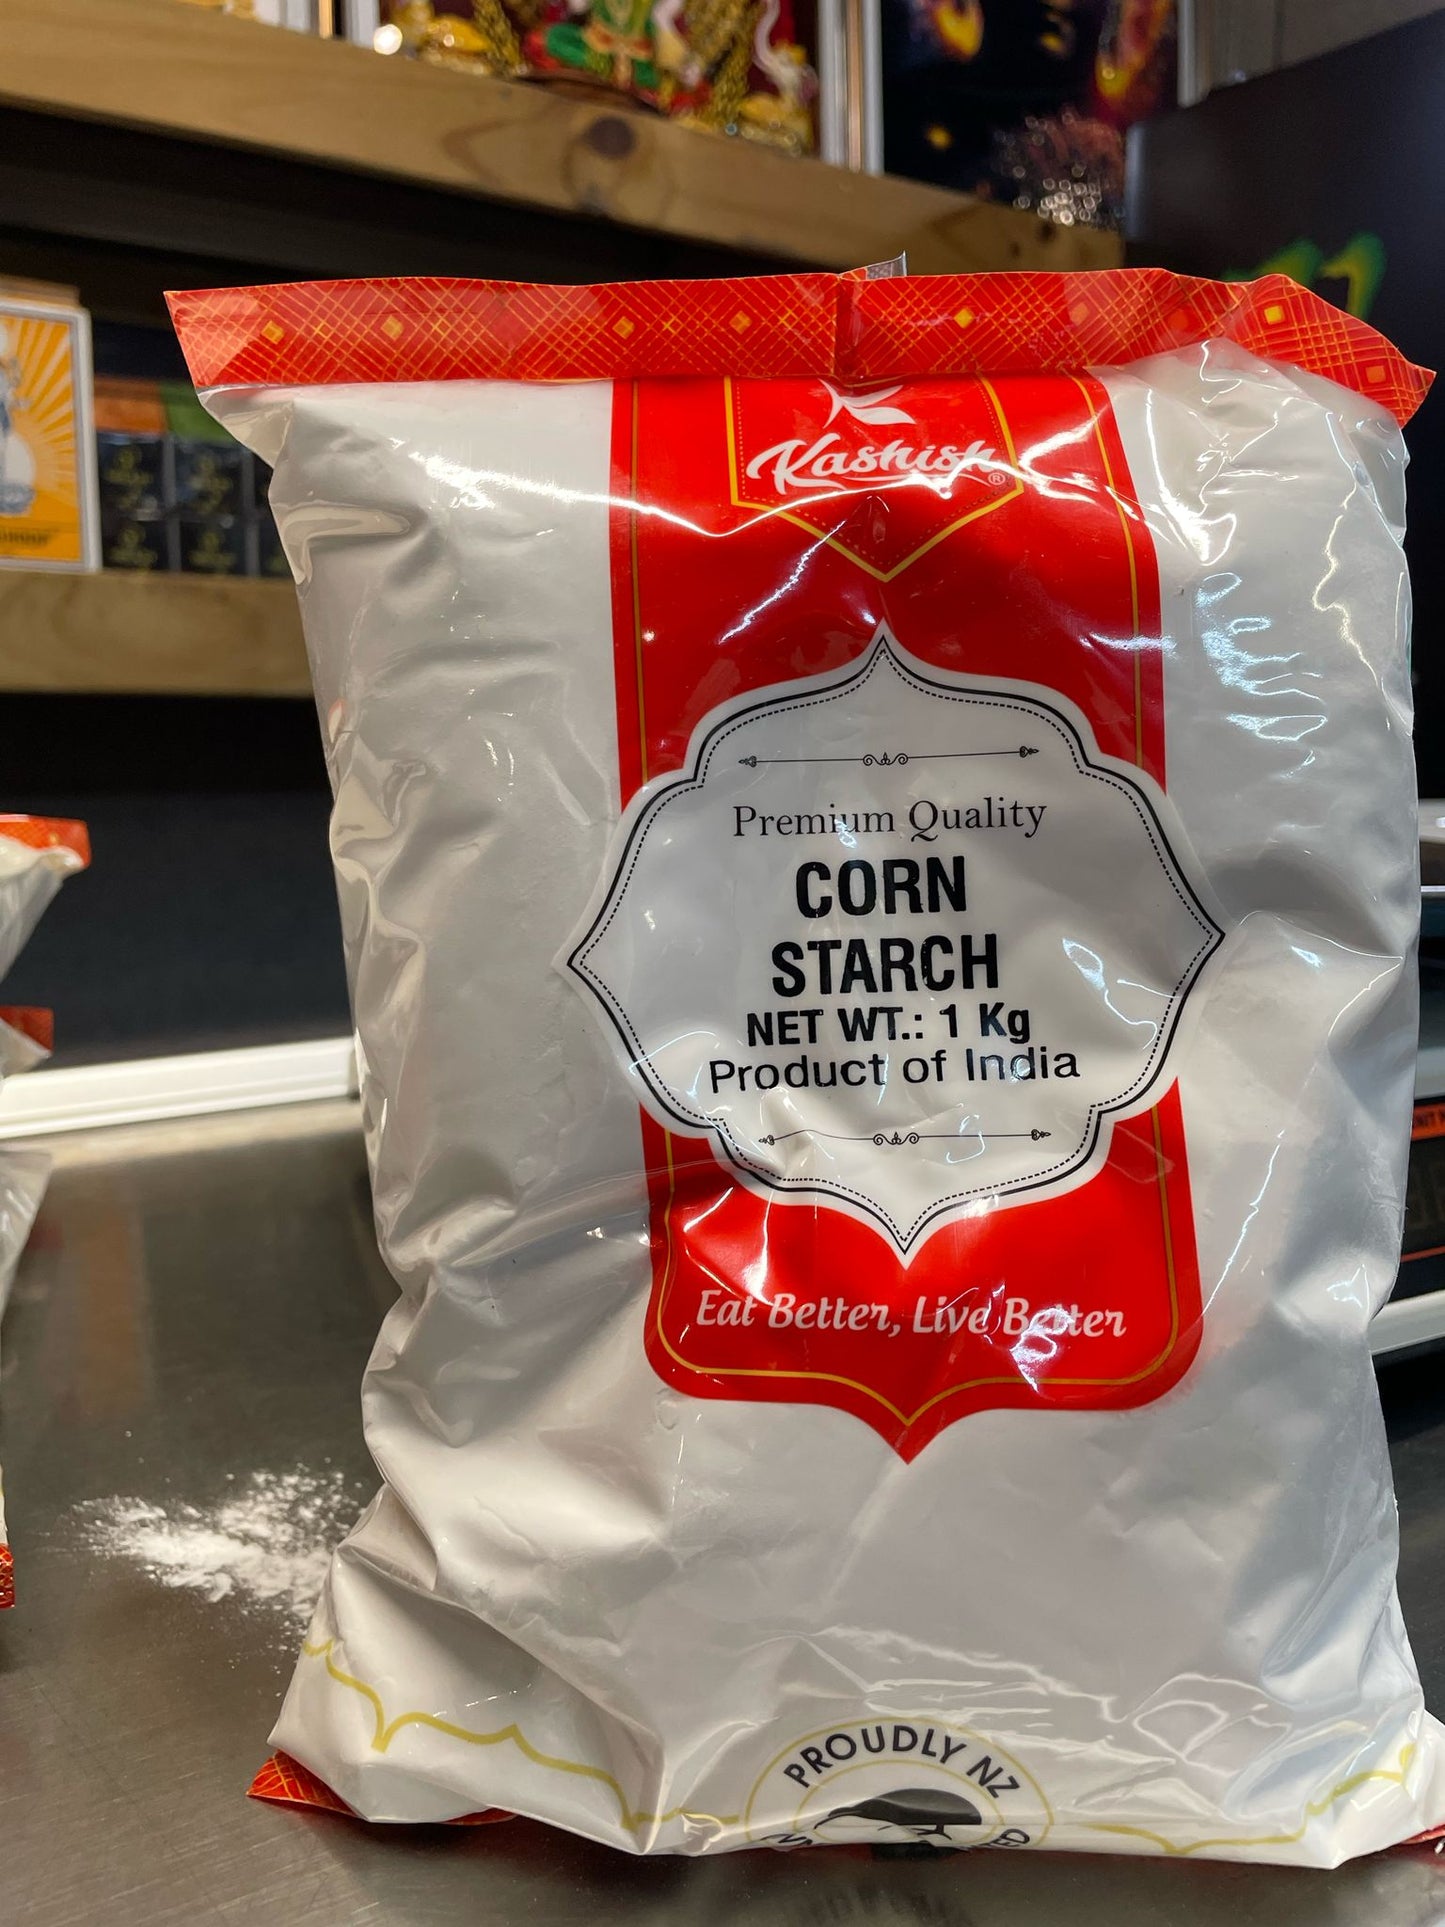 Kashish®
Premium Quality
CORN
STARCH
NET WT.: 1 Kg
Product of India
Eat Better, Live Better
PROUDLY NZ